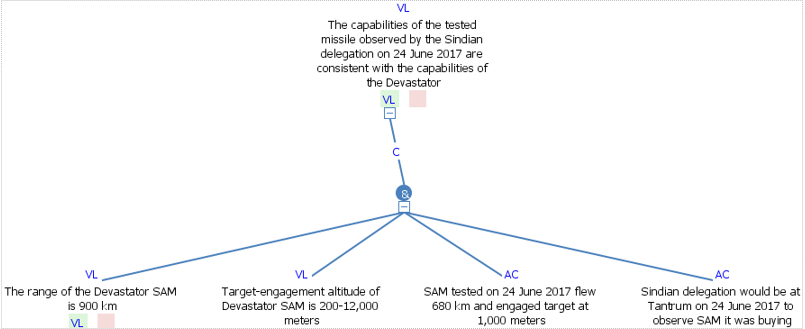 VL
The capabilities of the tested
missile observed by the Sindian
delegation on 24 June 2017 are
consistent with the capabilities of
the Devastator
VL
C
&
VL
The range of the Devastator SAM
is 900 km
VL
VL
Target-engagement altitude of
Devastator SAM is 200-12,000
meters
AC
SAM tested on 24 June 2017 flew
680 km and engaged target at
1,000 meters
AC
Sindian delegation would be at
Tantrum on 24 June 2017 to
observe SAM it was buying